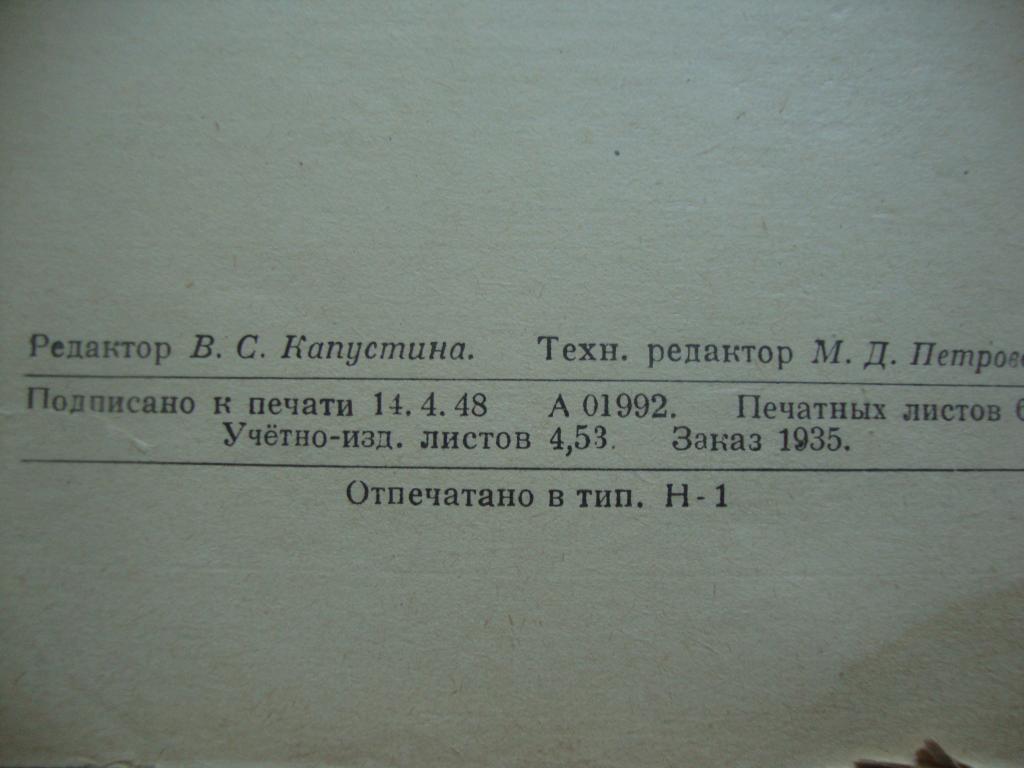 Редактор В. С. Капустина. Техн. редактор М. Д.
Подписано к печати 14.4.48 А 01992. Печатных листов
Учётно-изд. листов 4,53. Заказ 1935.
Отпечатано в тип. Н-1